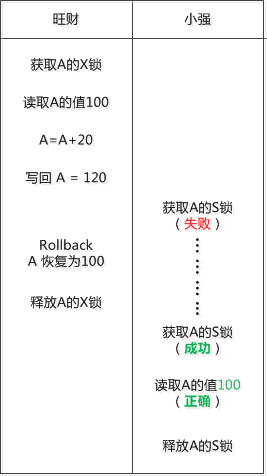 旺财 小强
获取A的X锁
读取A的值100
A=A+20
写回 A = 120
获取A的S锁
（ 失败 ）
Rollback
A 恢复为100
释放A的X锁
获取A的S锁
（ 成功 ）
读取A的值100
（ 正确 ）
释放A的S锁